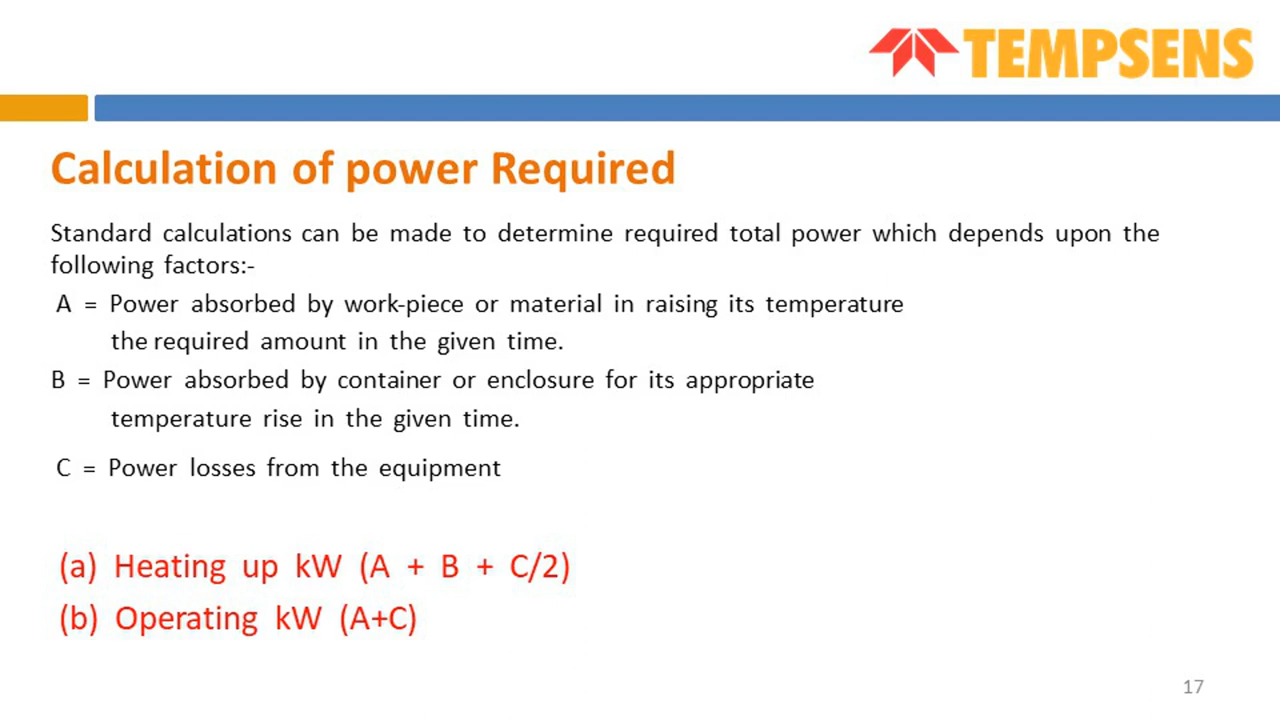 TEMPSENS
Calculation of power Required
Standard calculations can be made to determine required total power which depends upon the
following factors:-
A = Power absorbed by work-piece or material in raising its temperature
the required amount in the given time.
B = Power absorbed by container or enclosure for its appropriate
temperature rise in the given time.
C = Power losses from the equipment
(a) Heating up kW (A + B + C/2)
(b) Operating kW (A+C)
17